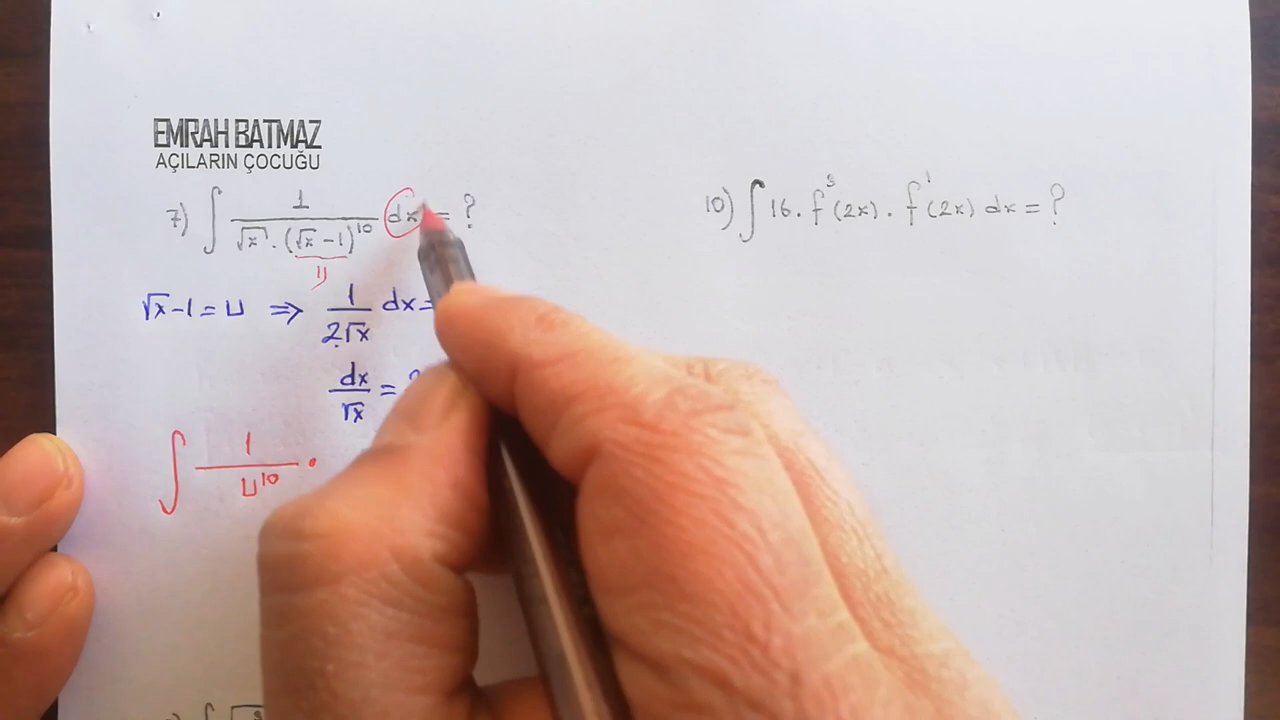 EMRAH BATMAZ
AÇILARIN ÇOCUĞU
7) ∫ 1/(√x · (√x − 1)^10) dx = ?
u
√x − 1 = u ⇒ 1/(2√x) dx =
dx/√x =
∫ 1/u^10 ·
10) ∫ 16 · f³(2x) · f'(2x) dx = ?